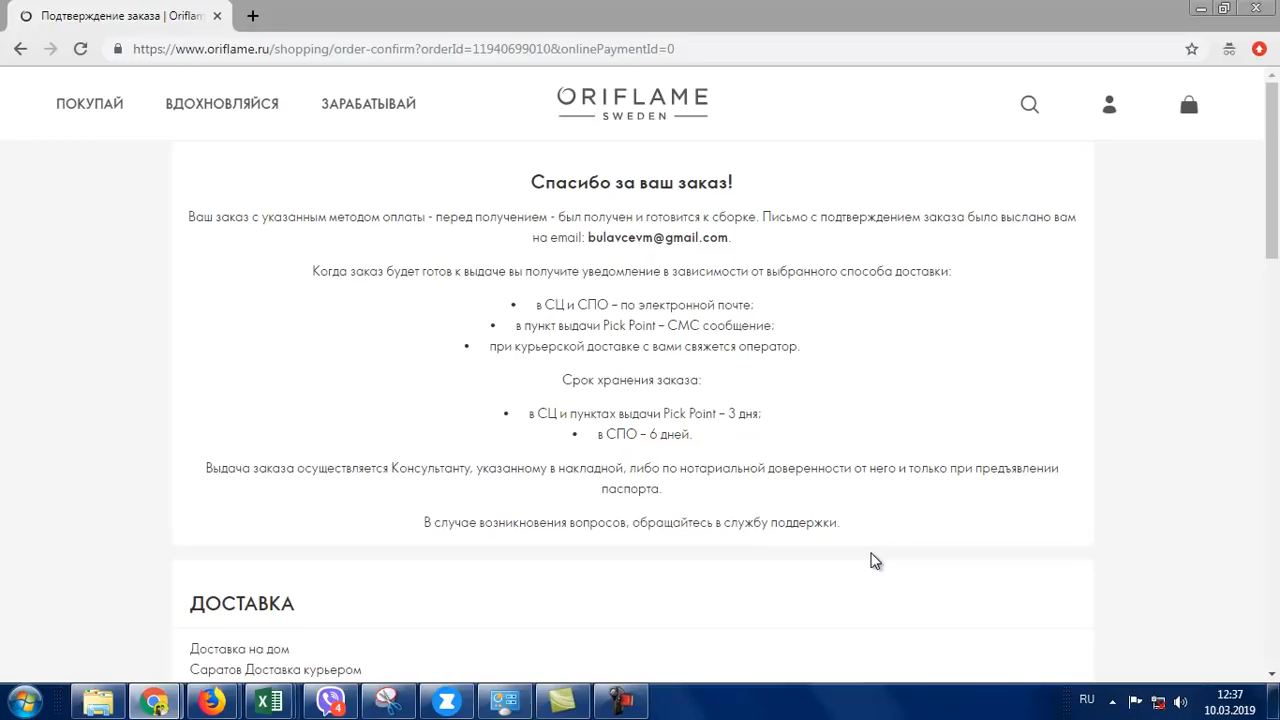 Подтверждение заказа | Oriflam
https://www.oriflame.ru/shopping/order-confirm?orderId=11940699010&onlinePaymentId=0
ПОКУПАЙ ВДОХНОВЛЯЙСЯ ЗАРАБАТЫВАЙ
ORIFLAME
SWEDEN
Спасибо за ваш заказ!
Ваш заказ с указанным методом оплаты - перед получением - был получен и готовится к сборке. Письмо с подтверждением заказа было выслано вам
на email: bulavcevm@gmail.com.
Когда заказ будет готов к выдаче вы получите уведомление в зависимости от выбранного способа доставки:
• в СЦ и СПО – по электронной почте;
• в пункт выдачи Pick Point – СМС сообщение;
• при курьерской доставке с вами свяжется оператор.
Срок хранения заказа:
• в СЦ и пунктах выдачи Pick Point – 3 дня;
• в СПО – 6 дней.
Выдача заказа осуществляется Консультанту, указанному в накладной, либо по нотариальной доверенности от него и только при предъявлении
паспорта.
В случае возникновения вопросов, обращайтесь в службу поддержки.
ДОСТАВКА
Доставка на дом
Саратов Доставка курьером
4
RU
12:37
10.03.2019